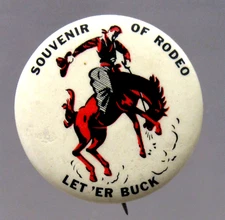 SOUVENIR OF RODEO
LET 'ER BUCK